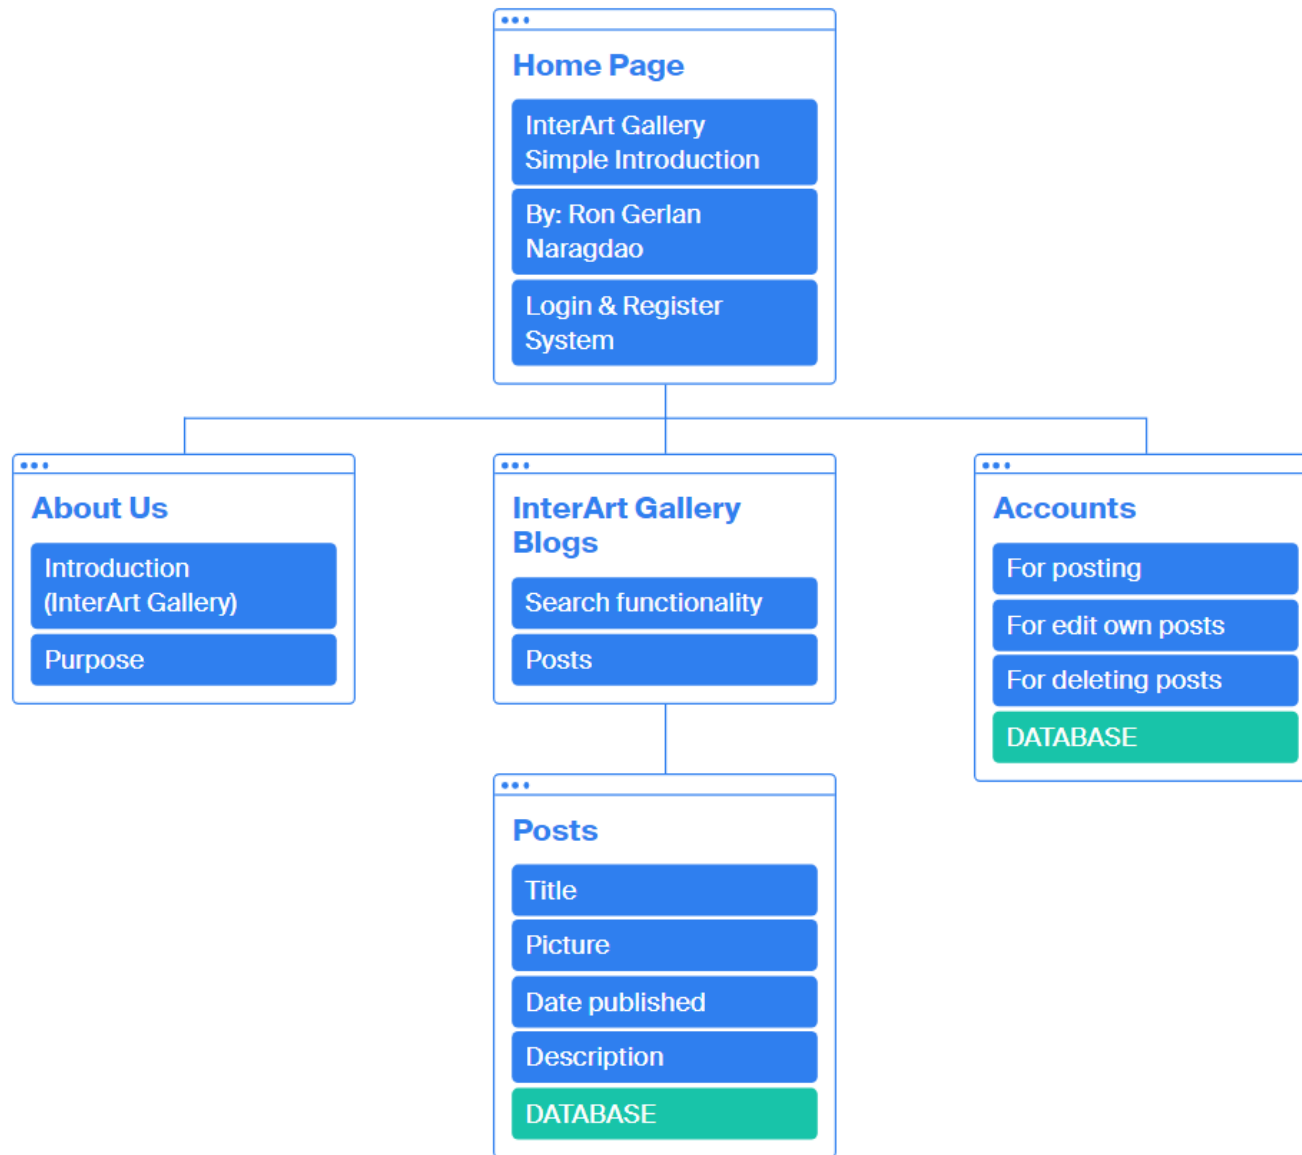 Home Page
InterArt Gallery
Simple Introduction
By: Ron Gerlan
Naragdao
Login & Register
System
About Us
Introduction
(InterArt Gallery)
Purpose
InterArt Gallery
Blogs
Search functionality
Posts
Accounts
For posting
For edit own posts
For deleting posts
DATABASE
Posts
Title
Picture
Date published
Description
DATABASE